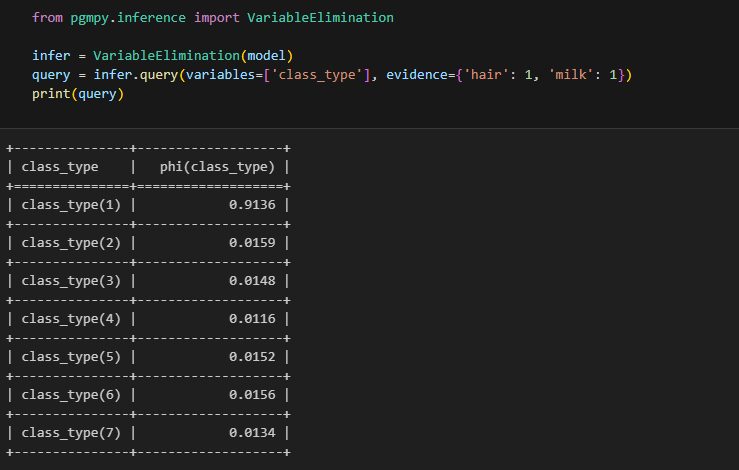 from pgmpy.inference import VariableElimination
infer = VariableElimination(model)
query = infer.query(variables=['class_type'], evidence={'hair': 1, 'milk': 1})
print(query)
+---------------+-------------------+
| class_type    |   phi(class_type) |
+===============+===================+
| class_type(1) |            0.9136 |
+---------------+-------------------+
| class_type(2) |            0.0159 |
+---------------+-------------------+
| class_type(3) |            0.0148 |
+---------------+-------------------+
| class_type(4) |            0.0116 |
+---------------+-------------------+
| class_type(5) |            0.0152 |
+---------------+-------------------+
| class_type(6) |            0.0156 |
+---------------+-------------------+
| class_type(7) |            0.0134 |
+---------------+-------------------+